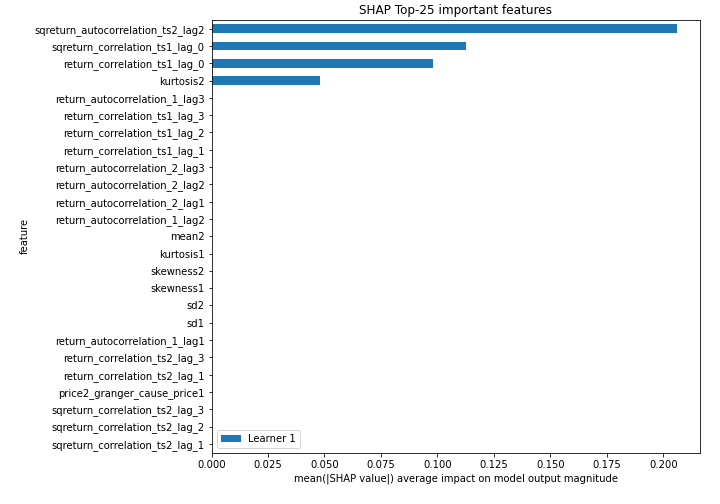 SHAP Top-25 important features
sqreturn_autocorrelation_ts2_lag2
sqreturn_correlation_ts1_lag_0
return_correlation_ts1_lag_0
kurtosis2
return_autocorrelation_1_lag3
return_correlation_ts1_lag_3
return_correlation_ts1_lag_2
return_correlation_ts1_lag_1
return_autocorrelation_2_lag3
return_autocorrelation_2_lag2
return_autocorrelation_2_lag1
return_autocorrelation_1_lag2
mean2
kurtosis1
skewness2
skewness1
sd2
sd1
return_autocorrelation_1_lag1
return_correlation_ts2_lag_3
return_correlation_ts2_lag_1
price2_granger_cause_price1
sqreturn_correlation_ts2_lag_3
sqreturn_correlation_ts2_lag_2
sqreturn_correlation_ts2_lag_1
feature
Learner 1
0.000 0.025 0.050 0.075 0.100 0.125 0.150 0.175 0.200
mean(|SHAP value|) average impact on model output magnitude